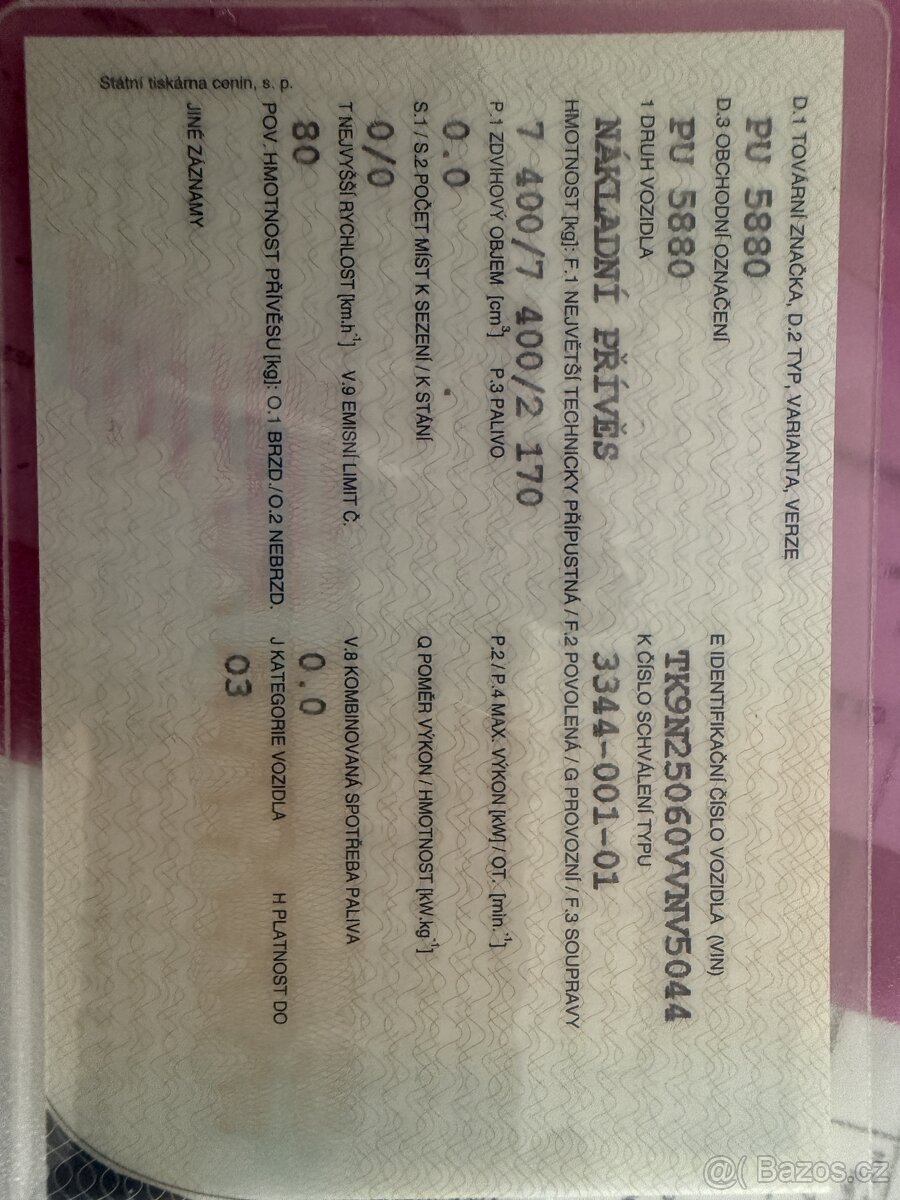 D.1 TOVÁRNÍ ZNAČKA, D.2 TYP, VARIANTA, VERZE
PU 5880
D.3 OBCHODNÍ OZNAČENÍ
E IDENTIFIKAČNÍ ČÍSLO VOZIDLA (VIN)
PU 5880
TK9N25060VVNV5044
1 DRUH VOZIDLA
K ČÍSLO SCHVÁLENÍ TYPU
NÁKLADNÍ PŘÍVĚS
3344-001-01
HMOTNOST [kg]: F.1 NEJVĚTŠÍ TECHNICKY PŘÍPUSTNÁ / F.2 POVOLENÁ / G PROVOZNÍ / F.3 SOUPRAVY
7 400/7 400/2 170
P.1 ZDVIHOVÝ OBJEM [cm³] P.3 PALIVO
P.2 / P.4 MAX. VÝKON [kW] / OT. [min.⁻¹]
0.0
S.1 / S.2 POČET MÍST K SEZENÍ / K STÁNÍ
Q POMĚR VÝKON / HMOTNOST [kW.kg⁻¹]
0/0
T NEJVYŠŠÍ RYCHLOST [km.h⁻¹] V.9 EMISNÍ LIMIT Č.
V.8 KOMBINOVANÁ SPOTŘEBA PALIVA
80
0.0
POV. HMOTNOST PŘÍVĚSU [kg]: O.1 BRZD./O.2 NEBRZD.
J KATEGORIE VOZIDLA H PLATNOST DO
O3
JINÉ ZÁZNAMY
Státní tiskárna cenin, s. p.
@( Bazos.cz